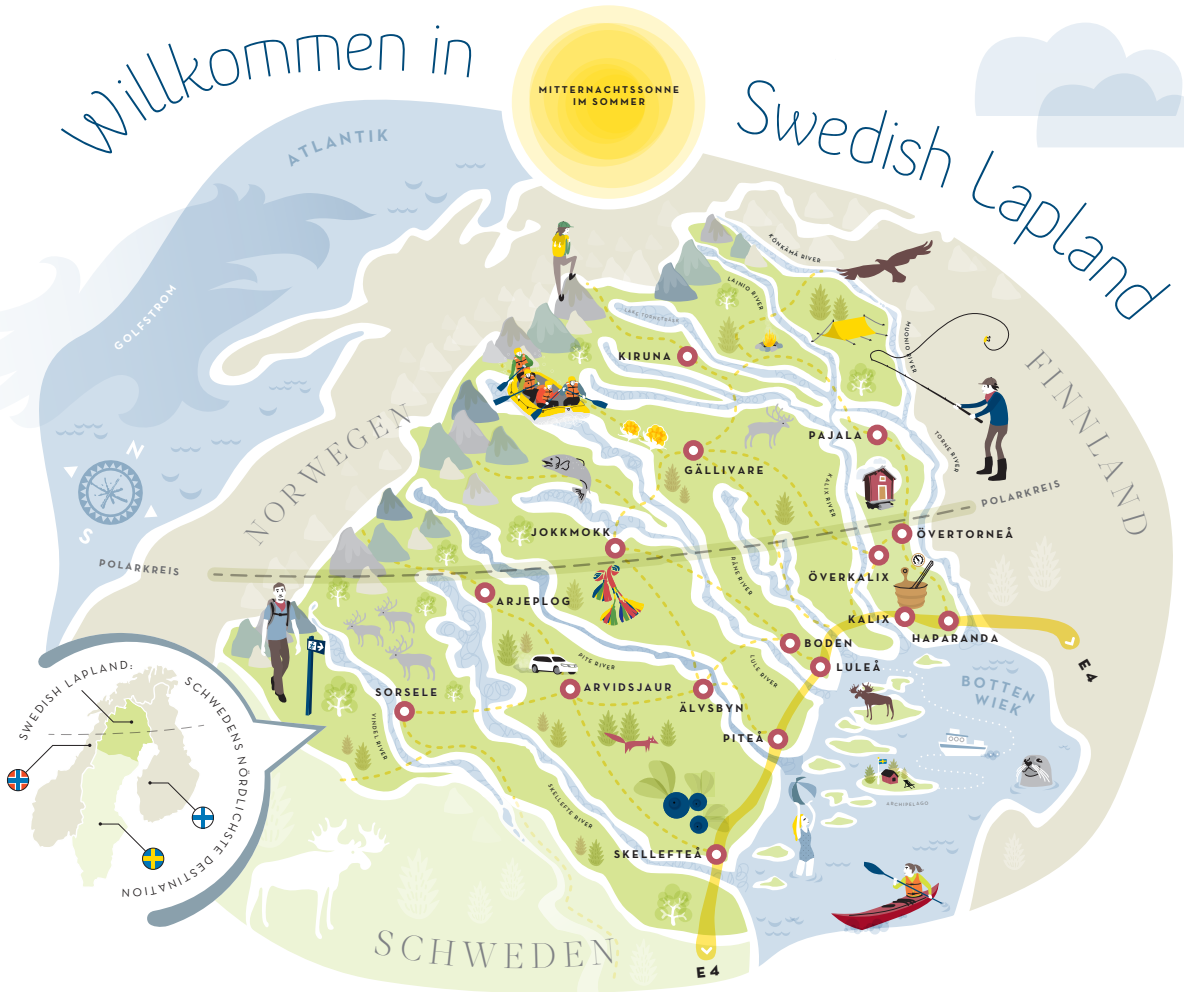 Willkommen in
Swedish Lapland
MITTERNACHTSSONNE
IM SOMMER
ATLANTIK
GOLFSTROM
N
S
NORWEGEN
FINNLAND
KÖNKÄMÄ RIVER
LAINIO RIVER
MUONIO RIVER
LAKE TORNETRÄSK
KIRUNA
PAJALA
TORNE RIVER
GÄLLIVARE
KALIX RIVER
POLARKREIS
POLARKREIS
JOKKMOKK
ÖVERTORNEÅ
RÅNE RIVER
ÖVERKALIX
ARJEPLOG
KALIX
HAPARANDA
BODEN
E4
LULEÅ
PITE RIVER
LULE RIVER
ARVIDSJAUR
SORSELE
ÄLVSBYN
BOTTEN
WIEK
VINDEL RIVER
PITEÅ
SKELLEFTE RIVER
ARCHIPELAGO
SKELLEFTEÅ
SWEDISH LAPLAND:
SCHWEDENS NÖRDLICHSTE DESTINATION
SCHWEDEN
E4